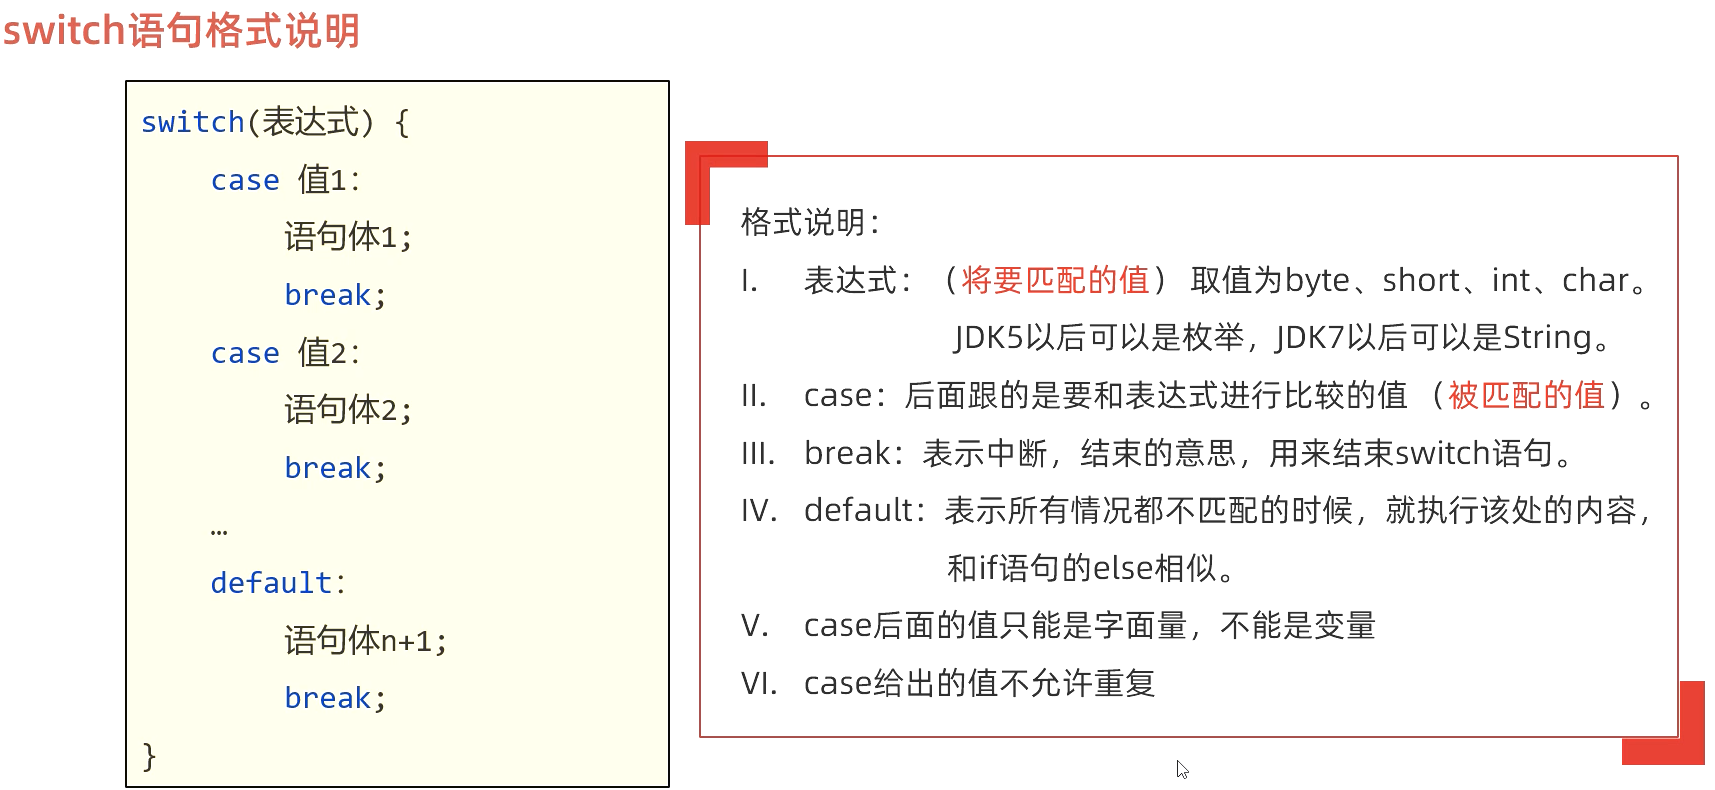 switch语句格式说明
switch(表达式) {
case 值1:
语句体1;
break;
case 值2:
语句体2;
break;
…
default:
语句体n+1;
break;
}
格式说明：
I. 表达式：（将要匹配的值）取值为byte、short、int、char。
JDK5以后可以是枚举，JDK7以后可以是String。
II. case：后面跟的是要和表达式进行比较的值（被匹配的值）。
III. break：表示中断，结束的意思，用来结束switch语句。
IV. default：表示所有情况都不匹配的时候，就执行该处的内容，
和if语句的else相似。
V. case后面的值只能是字面量，不能是变量
VI. case给出的值不允许重复